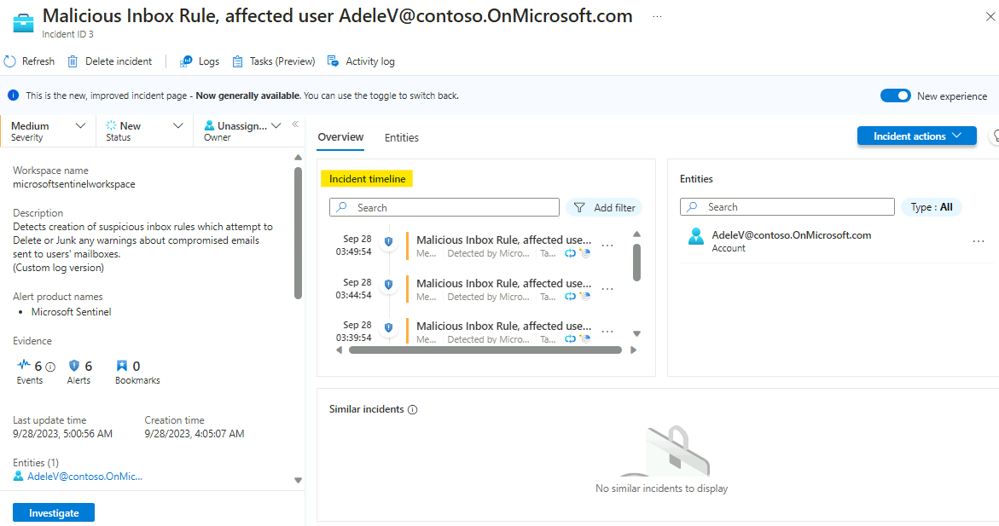 Malicious Inbox Rule, affected user AdeleV@contoso.OnMicrosoft.com ...
Incident ID 3
Refresh Delete incident Logs Tasks (Preview) Activity log
This is the new, improved incident page - Now generally available. You can use the toggle to switch back.
New experience
Medium
Severity
New
Status
Unassign...
Owner
Workspace name
microsoftsentinelworkspace
Description
Detects creation of suspicious inbox rules which attempt to
Delete or Junk any warnings about compromised emails
sent to users' mailboxes.
(Custom log version)
Alert product names
• Microsoft Sentinel
Evidence
6
Events
6
Alerts
0
Bookmarks
Last update time
9/28/2023, 5:00:56 AM
Creation time
9/28/2023, 4:05:07 AM
Entities (1)
AdeleV@contoso.OnMic...
Investigate
Overview Entities
Incident actions
Incident timeline
Search
Add filter
Sep 28
03:49:54
Malicious Inbox Rule, affected use...
Me... Detected by Micro... Ta...
Sep 28
03:44:54
Malicious Inbox Rule, affected use...
Me... Detected by Micro... Ta...
Sep 28
03:39:54
Malicious Inbox Rule, affected use...
Me... Detected by Micro... Ta...
Entities
Search
Type : All
AdeleV@contoso.OnMicrosoft.com
Account
Similar incidents
No similar incidents to display